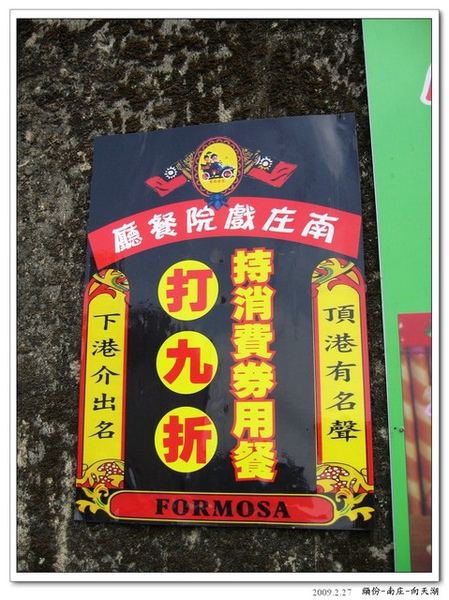 南庄戲院餐廳
頂港有名聲
持消費券用餐
打九折
下港介出名
FORMOSA
2009.2.27 頭份-南庄-向天湖